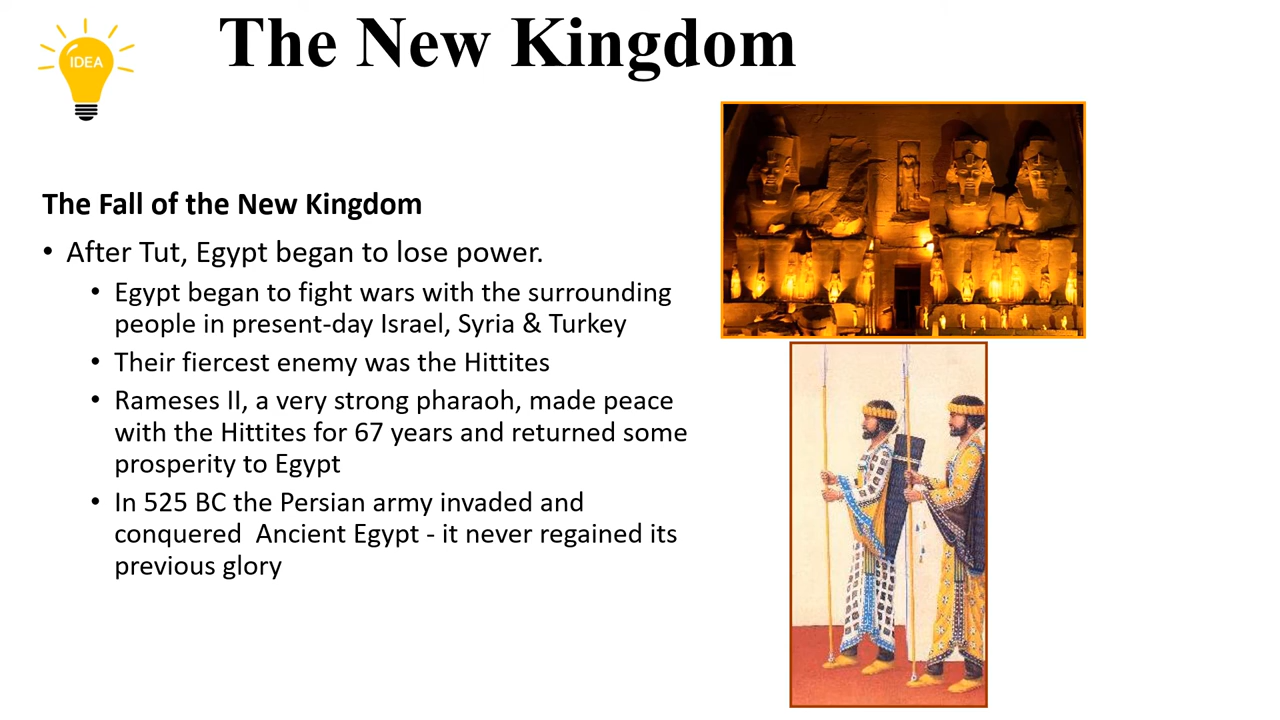 The New Kingdom
IDEA
The Fall of the New Kingdom
• After Tut, Egypt began to lose power.
• Egypt began to fight wars with the surrounding
people in present-day Israel, Syria & Turkey
• Their fiercest enemy was the Hittites
• Rameses II, a very strong pharaoh, made peace
with the Hittites for 67 years and returned some
prosperity to Egypt
• In 525 BC the Persian army invaded and
conquered  Ancient Egypt - it never regained its
previous glory